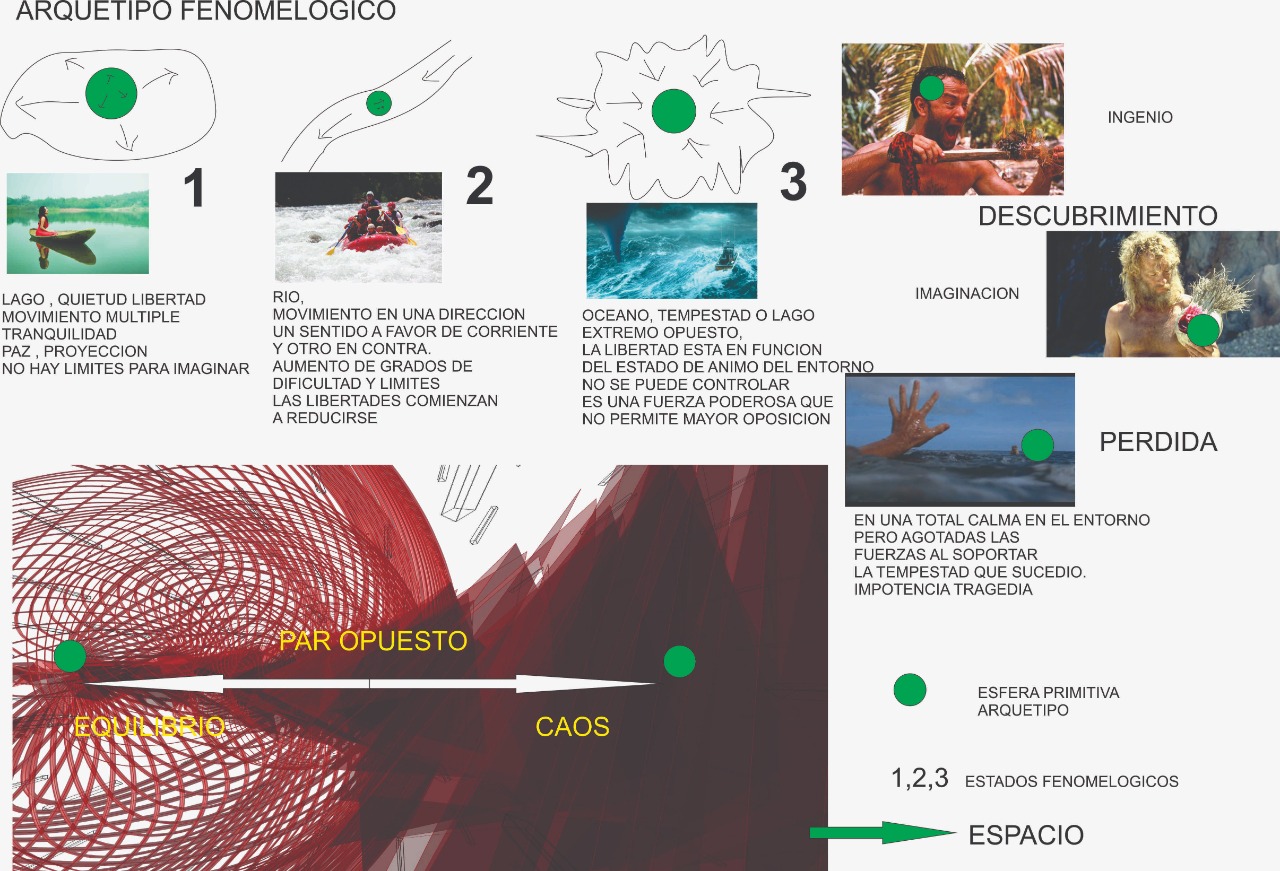 ARQUETIPO FENOMELOGICO
1
LAGO , QUIETUD LIBERTAD
MOVIMIENTO MULTIPLE
TRANQUILIDAD
PAZ , PROYECCION
NO HAY LIMITES PARA IMAGINAR
2
RIO,
MOVIMIENTO EN UNA DIRECCION
UN SENTIDO A FAVOR DE CORRIENTE
Y OTRO EN CONTRA.
AUMENTO DE GRADOS DE
DIFICULTAD Y LIMITES
LAS LIBERTADES COMIENZAN
A REDUCIRSE
3
OCEANO, TEMPESTAD O LAGO
EXTREMO OPUESTO,
LA LIBERTAD ESTA EN FUNCION
DEL ESTADO DE ANIMO DEL ENTORNO
NO SE PUEDE CONTROLAR
ES UNA FUERZA PODEROSA QUE
NO PERMITE MAYOR OPOSICION
INGENIO
DESCUBRIMIENTO
IMAGINACION
PERDIDA
EN UNA TOTAL CALMA EN EL ENTORNO
PERO AGOTADAS LAS
FUERZAS AL SOPORTAR
LA TEMPESTAD QUE SUCEDIO.
IMPOTENCIA TRAGEDIA
PAR OPUESTO
EQUILIBRIO
CAOS
ESFERA PRIMITIVA
ARQUETIPO
1,2,3 ESTADOS FENOMELOGICOS
ESPACIO